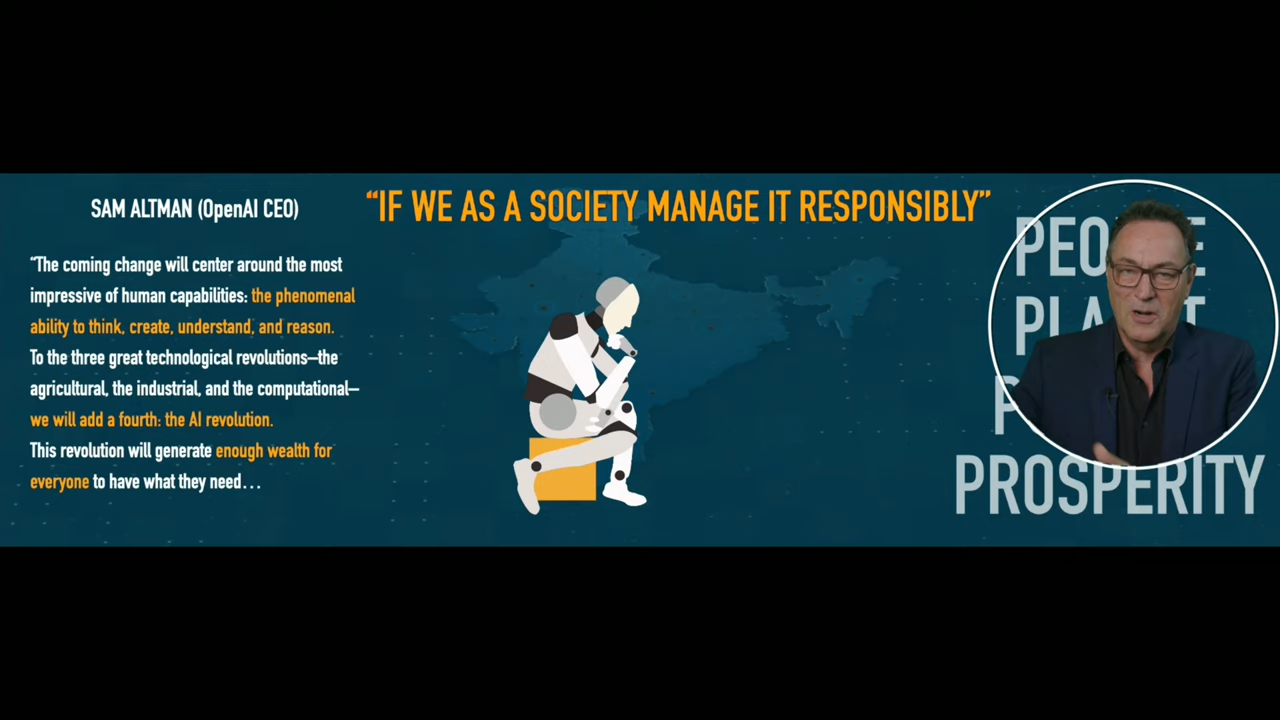 SAM ALTMAN (OpenAI CEO)
“The coming change will center around the most
impressive of human capabilities: the phenomenal
ability to think, create, understand, and reason.
To the three great technological revolutions—the
agricultural, the industrial, and the computational—
we will add a fourth: the AI revolution.
This revolution will generate enough wealth for
everyone to have what they need...
“IF WE AS A SOCIETY MANAGE IT RESPONSIBLY”
PROSPERITY